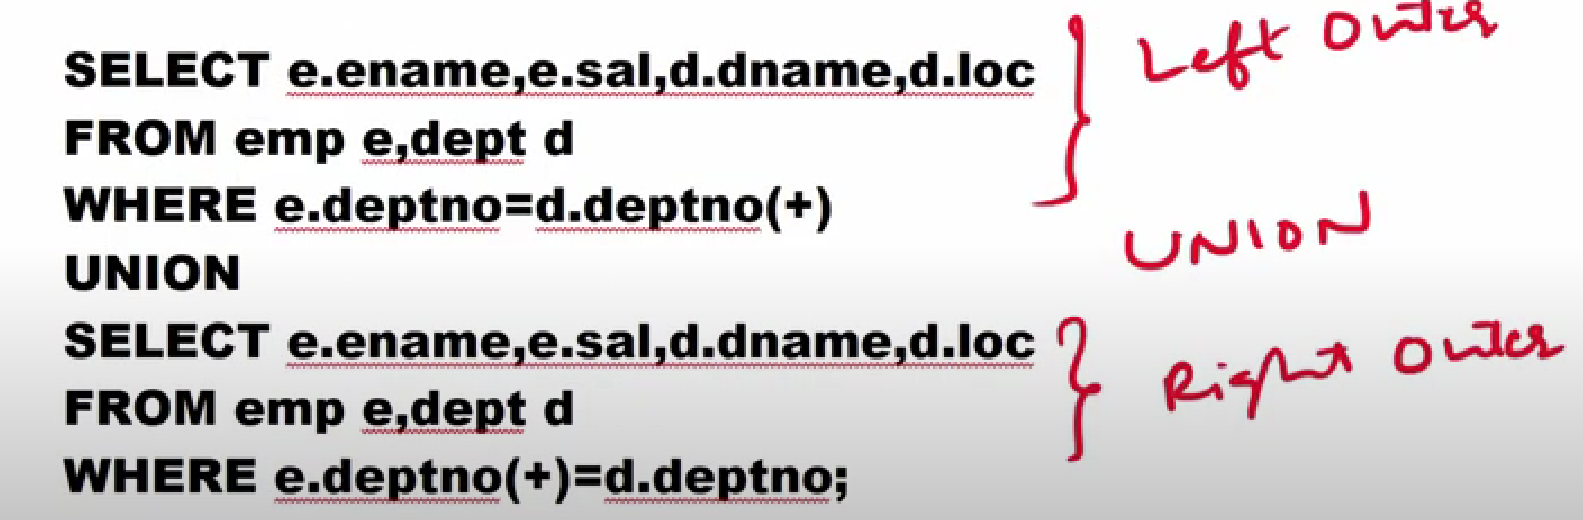 SELECT e.ename,e.sal,d.dname,d.loc
FROM emp e,dept d
WHERE e.deptno=d.deptno(+)
UNION
SELECT e.ename,e.sal,d.dname,d.loc
FROM emp e,dept d
WHERE e.deptno(+)=d.deptno;
Left Outer
UNION
Right Outer